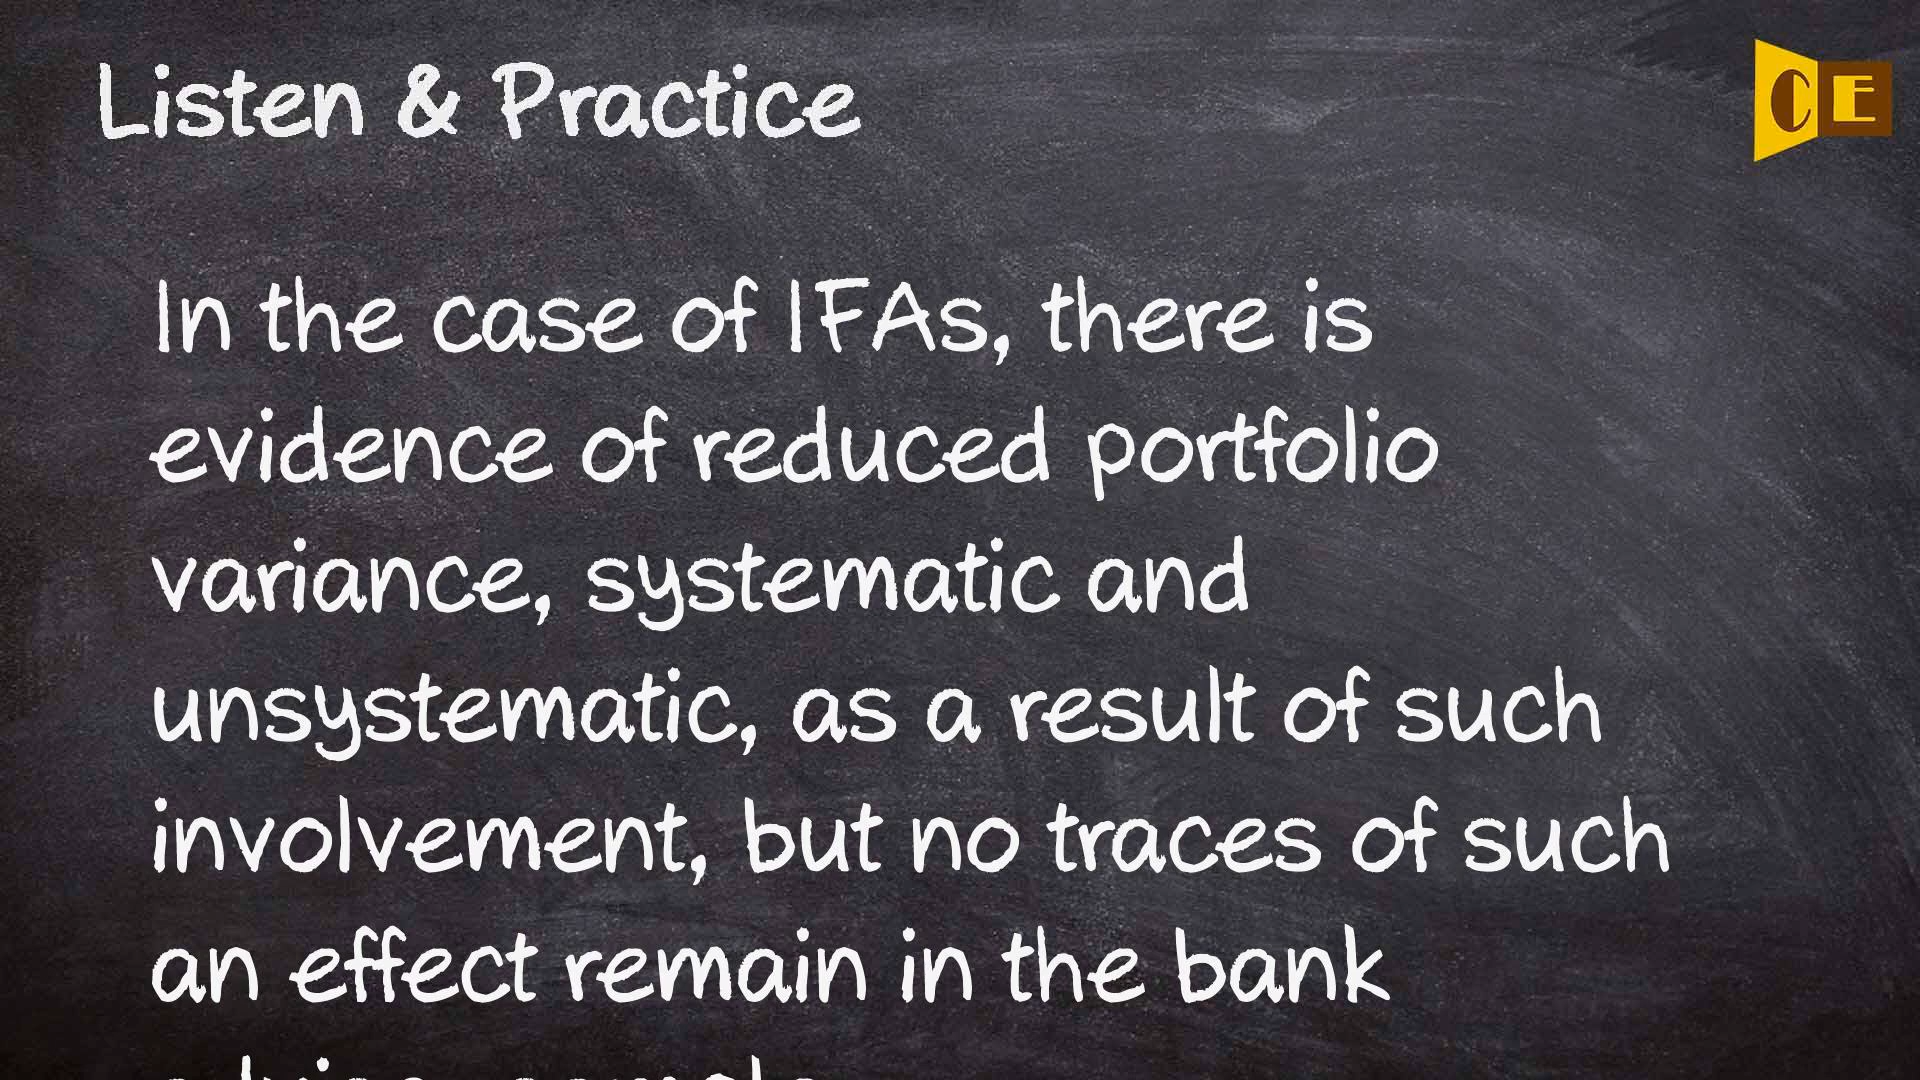 Listen & Practice
CE
In the case of IFAs, there is
evidence of reduced portfolio
variance, systematic and
unsystematic, as a result of such
involvement, but no traces of such
an effect remain in the bank